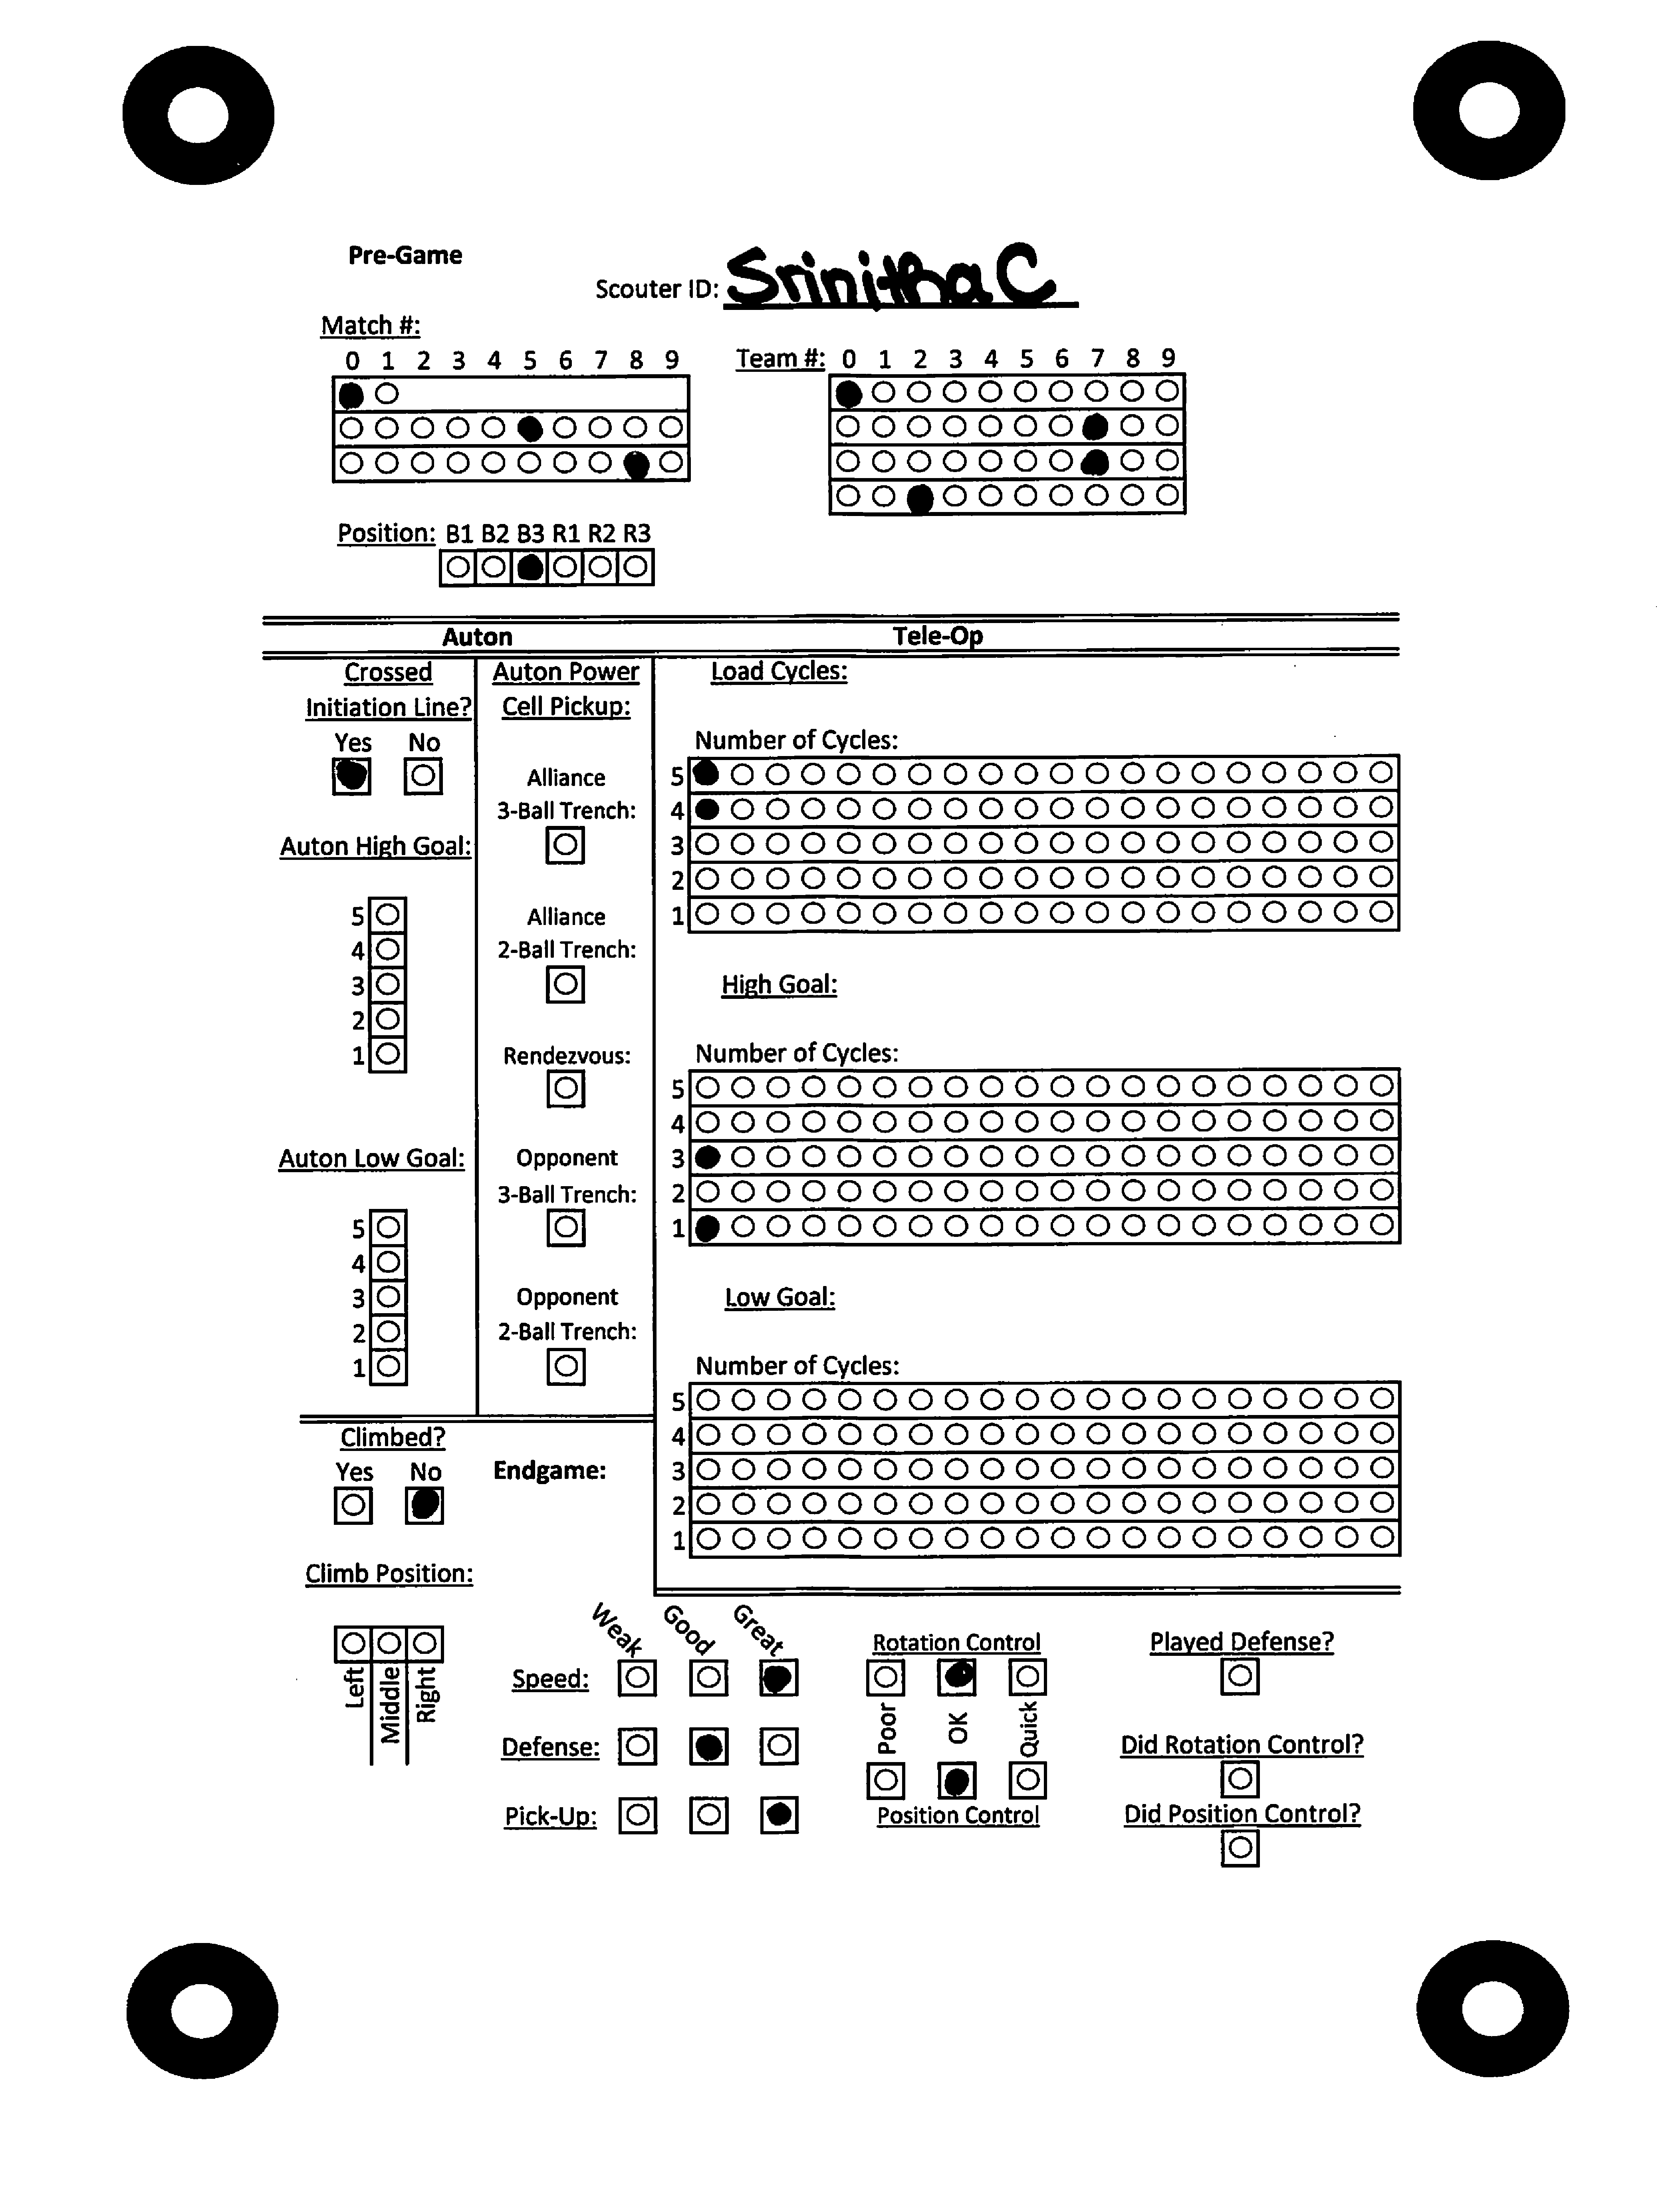 Pre-Game
Scouter ID: Srinitha C
Match #:
0 1 2 3 4 5 6 7 8 9
Team #: 0 1 2 3 4 5 6 7 8 9
Position: B1 B2 B3 R1 R2 R3
Auton
Tele-Op
Crossed
Initiation Line?
Yes No
Auton High Goal:
5
4
3
2
1
Auton Low Goal:
5
4
3
2
1
Auton Power
Cell Pickup:
Alliance
3-Ball Trench:
Alliance
2-Ball Trench:
Rendezvous:
Opponent
3-Ball Trench:
Opponent
2-Ball Trench:
Load Cycles:
Number of Cycles:
5
4
3
2
1
High Goal:
Number of Cycles:
5
4
3
2
1
Low Goal:
Number of Cycles:
5
4
3
2
1
Climbed?
Yes No
Endgame:
Climb Position:
Left
Middle
Right
Weak Good Great
Speed:
Defense:
Pick-Up:
Rotation Control
Poor OK Quick
Position Control
Played Defense?
Did Rotation Control?
Did Position Control?